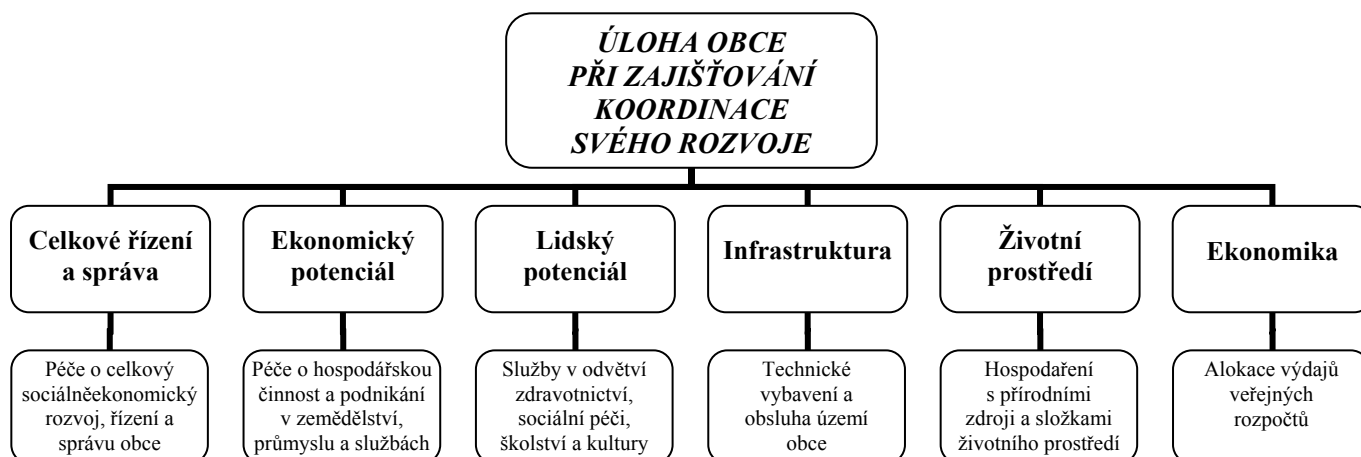 ÚLOHA OBCE
PŘI ZAJIŠŤOVÁNÍ
KOORDINACE
SVÉHO ROZVOJE
Celkové řízení
a správa
Ekonomický
potenciál
Lidský
potenciál
Infrastruktura
Životní
prostředí
Ekonomika
Péče o celkový
sociálněekonomický
rozvoj, řízení a
správu obce
Péče o hospodářskou
činnost a podnikání
v zemědělství,
průmyslu a službách
Služby v odvětví
zdravotnictví,
sociální péči,
školství a kultury
Technické
vybavení a
obsluha území
obce
Hospodaření
s přírodními
zdroji a složkami
životního prostředí
Alokace výdajů
veřejných
rozpočtů